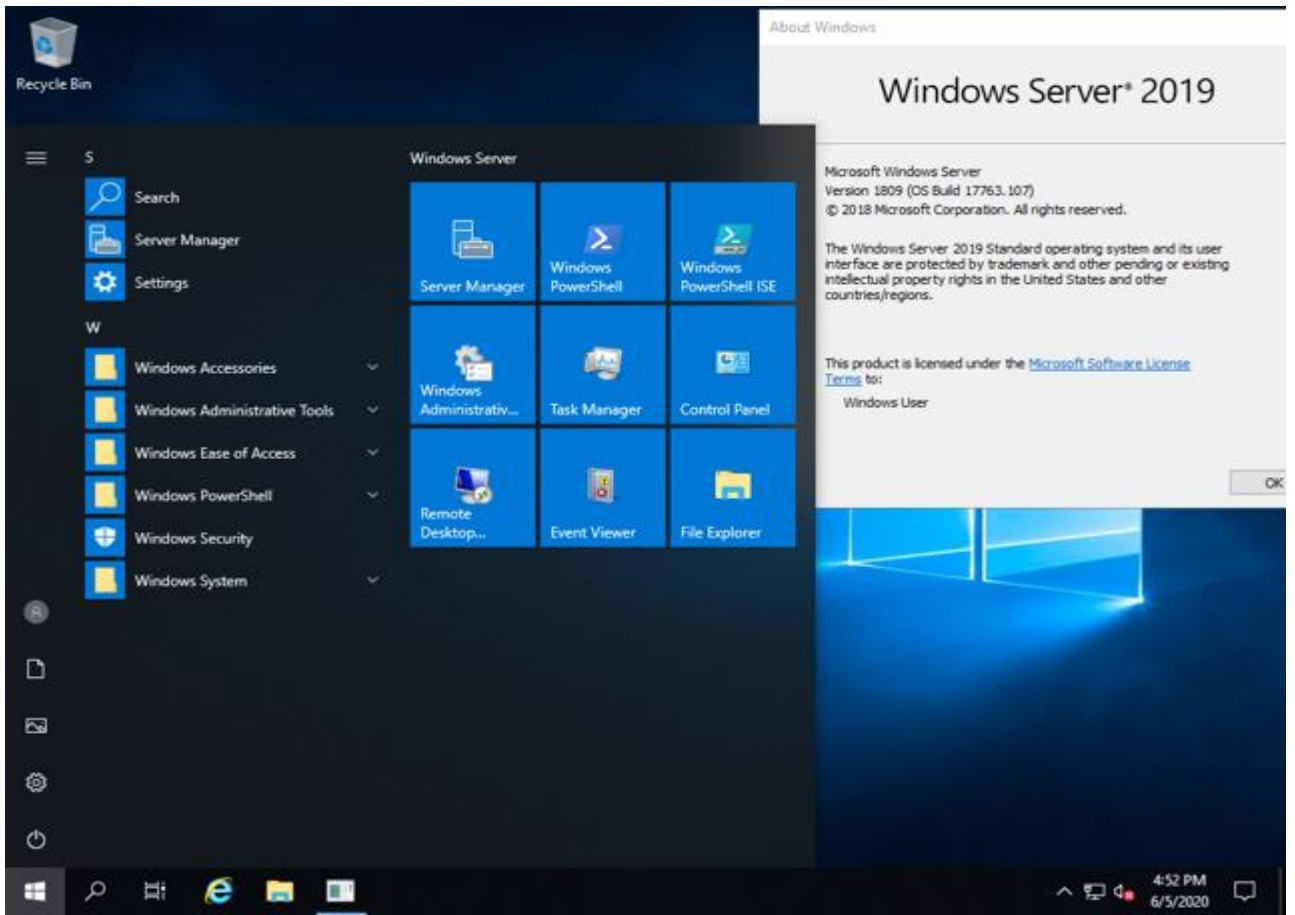 Recycle Bin
About Windows
Windows Server® 2019
Microsoft Windows Server
Version 1809 (OS Build 17763.107)
© 2018 Microsoft Corporation. All rights reserved.
The Windows Server 2019 Standard operating system and its user
interface are protected by trademark and other pending or existing
intellectual property rights in the United States and other
countries/regions.
This product is licensed under the Microsoft Software License
Terms to:
Windows User
OK
S
Search
Server Manager
Settings
W
Windows Accessories
Windows Administrative Tools
Windows Ease of Access
Windows PowerShell
Windows Security
Windows System
Windows Server
Server Manager
Windows
PowerShell
Windows
PowerShell ISE
Windows
Administrativ...
Task Manager
Control Panel
Remote
Desktop...
Event Viewer
File Explorer
4:52 PM
6/5/2020